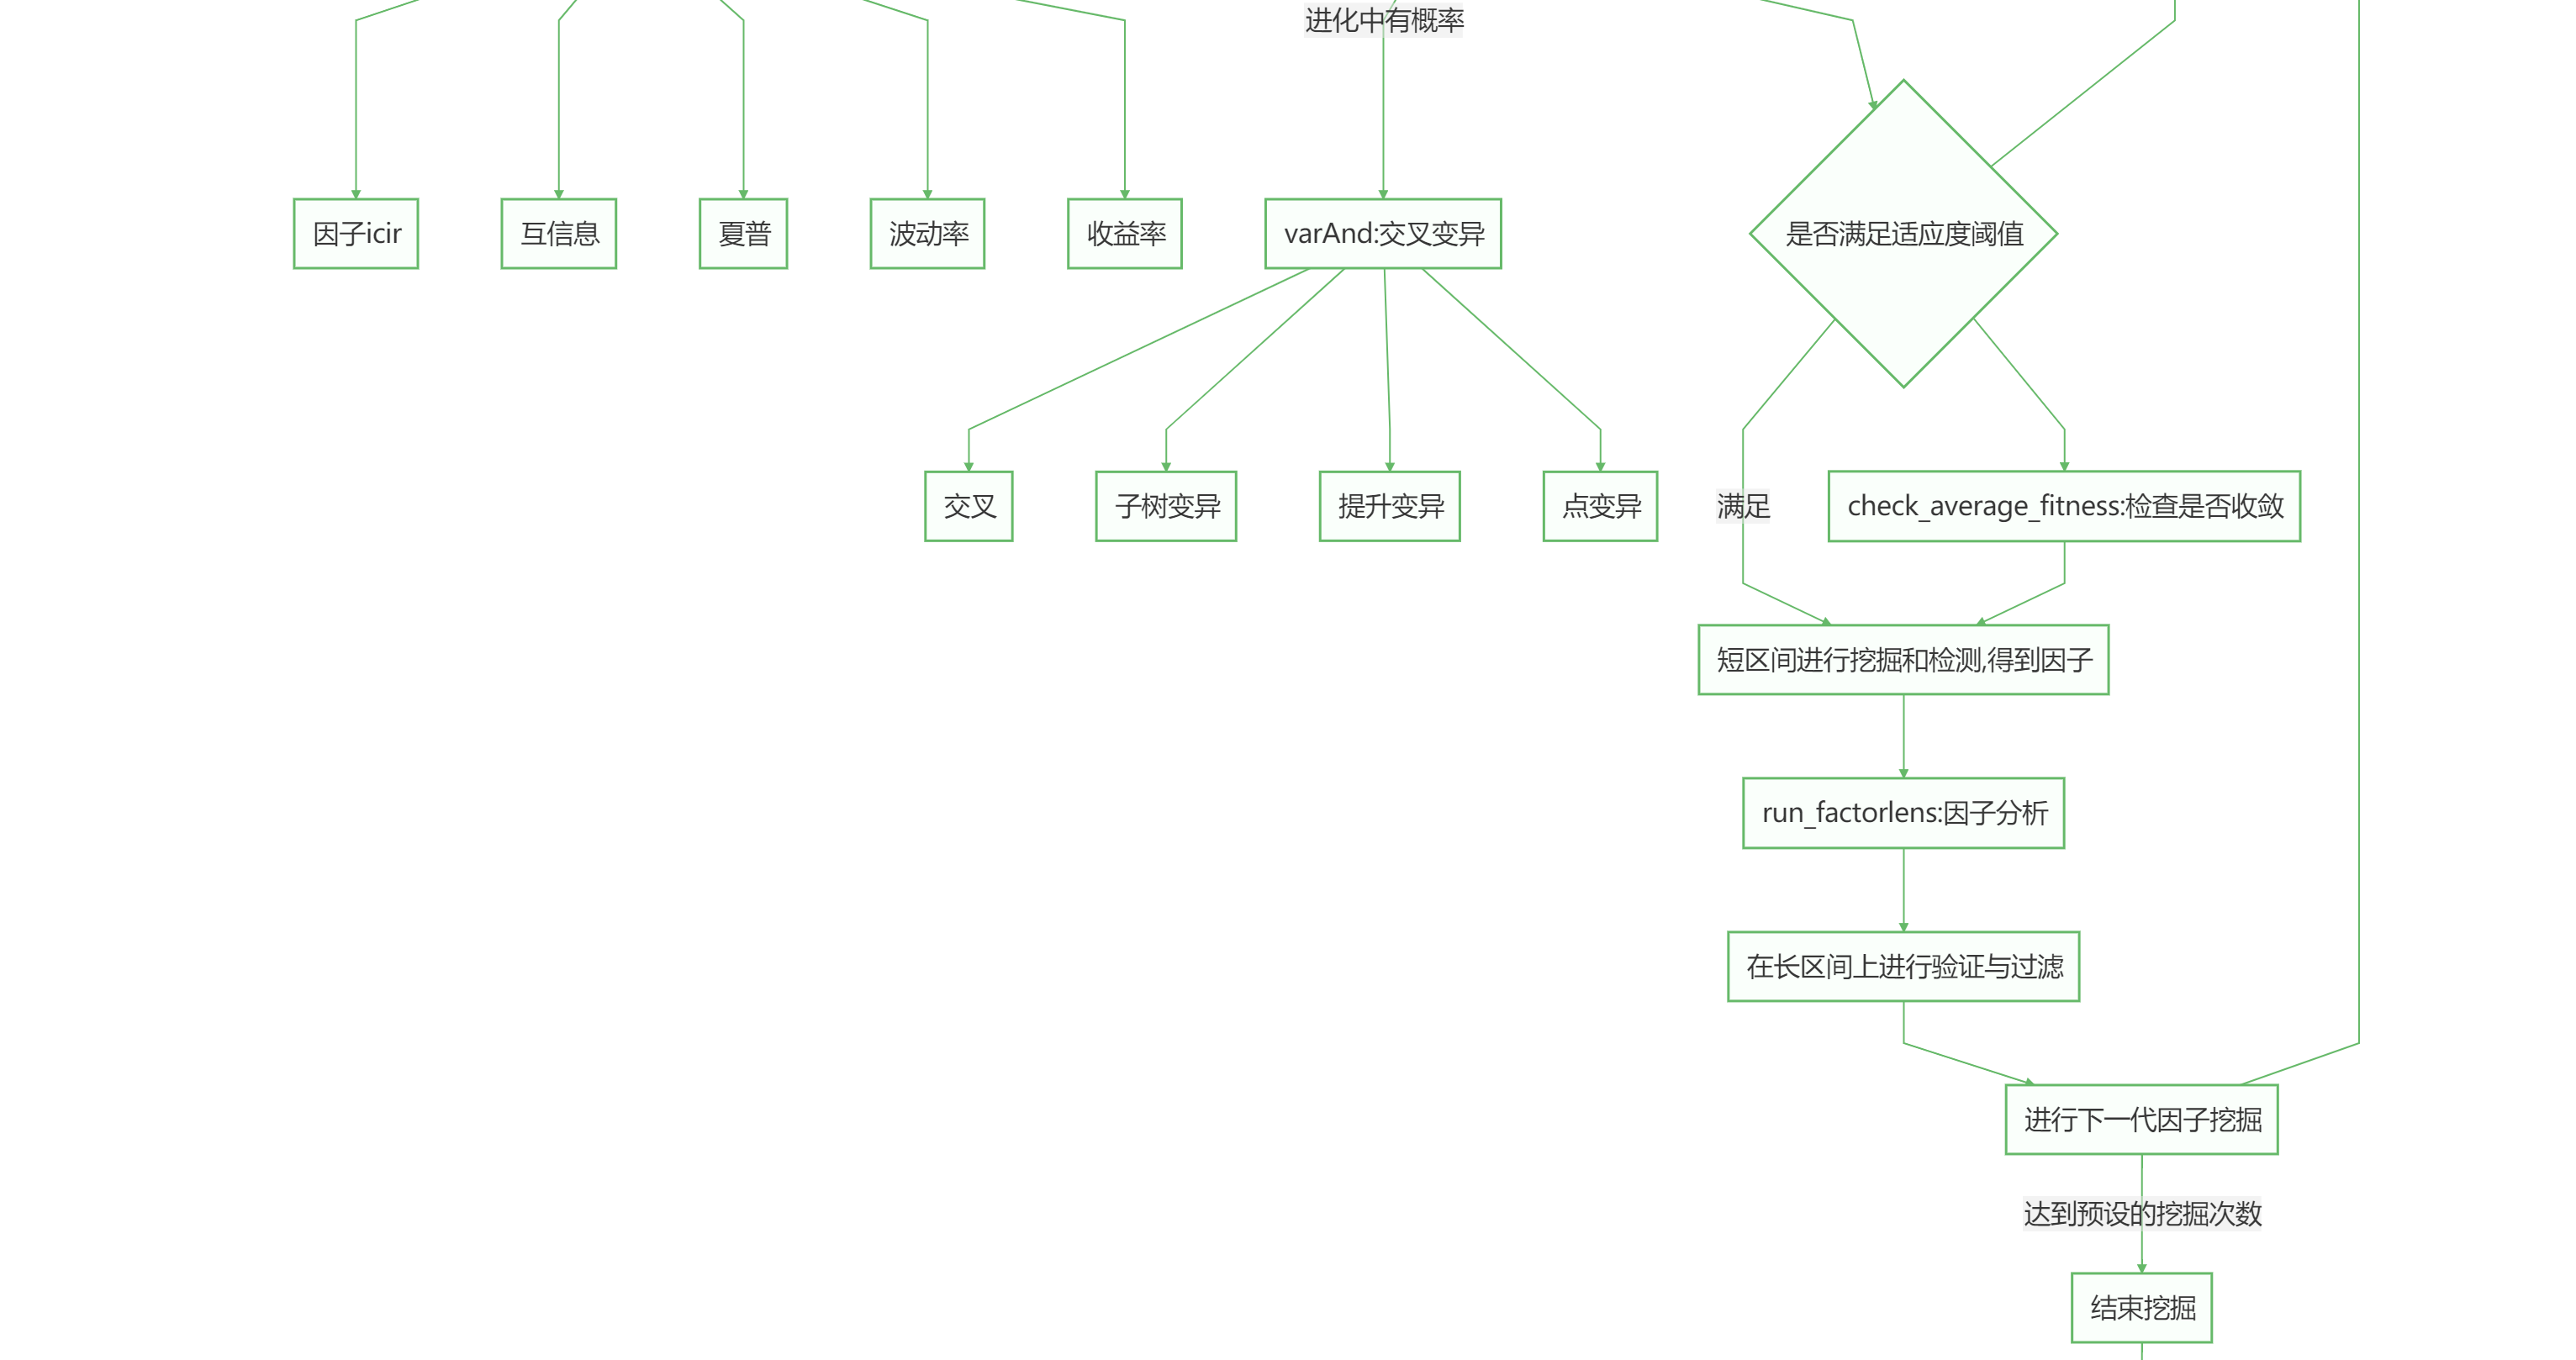 进化中有概率
因子icir
互信息
夏普
波动率
收益率
varAnd:交叉变异
是否满足适应度阈值
交叉
子树变异
提升变异
点变异
满足
check_average_fitness:检查是否收敛
短区间进行挖掘和检测,得到因子
run_factorlens:因子分析
在长区间上进行验证与过滤
进行下一代因子挖掘
达到预设的挖掘次数
结束挖掘